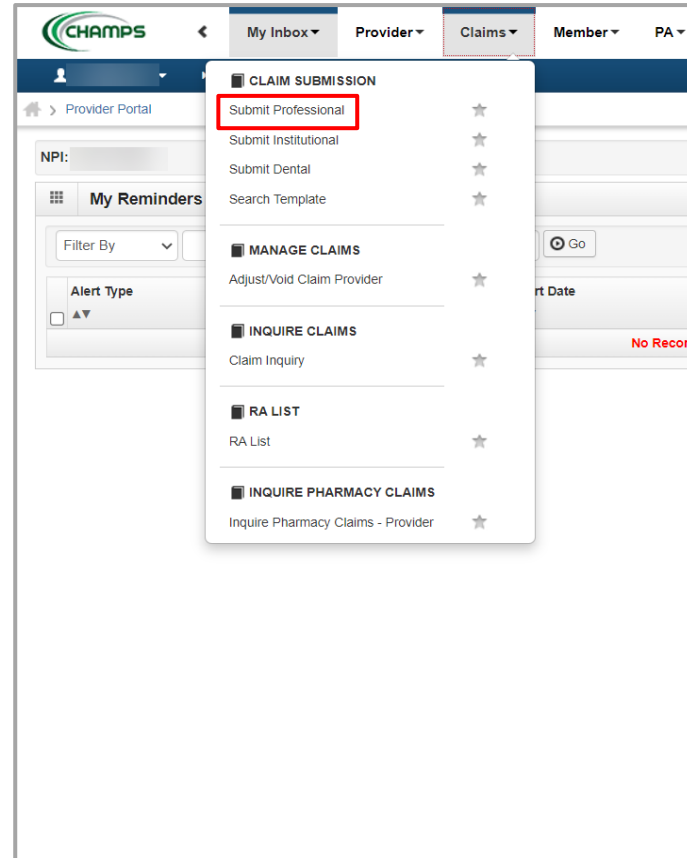 CHAMPS
My Inbox Provider Claims Member PA
Provider Portal
NPI:
My Reminders
Filter By
Go
Alert Type
rt Date
No Recor
CLAIM SUBMISSION
Submit Professional
Submit Institutional
Submit Dental
Search Template
MANAGE CLAIMS
Adjust/Void Claim Provider
INQUIRE CLAIMS
Claim Inquiry
RA LIST
RA List
INQUIRE PHARMACY CLAIMS
Inquire Pharmacy Claims - Provider